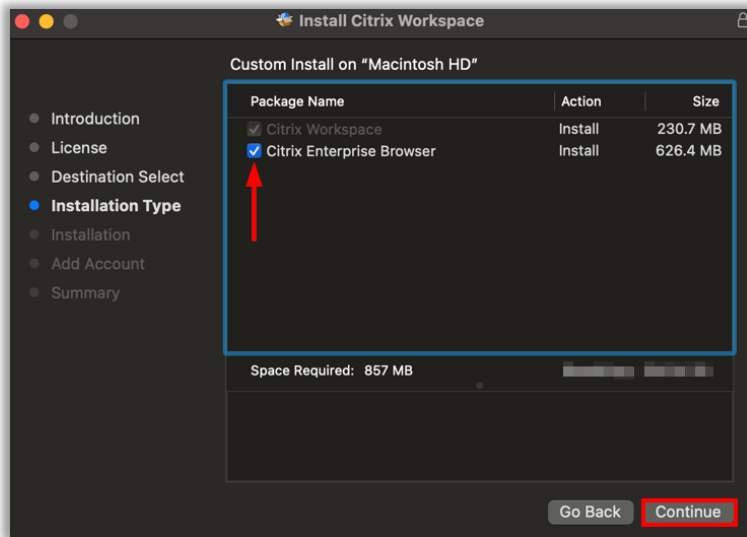 Install Citrix Workspace
Custom Install on “Macintosh HD”
Introduction
License
Destination Select
Installation Type
Installation
Add Account
Summary
Package Name Action Size
Citrix Workspace Install 230.7 MB
Citrix Enterprise Browser Install 626.4 MB
Space Required: 857 MB
Go Back Continue